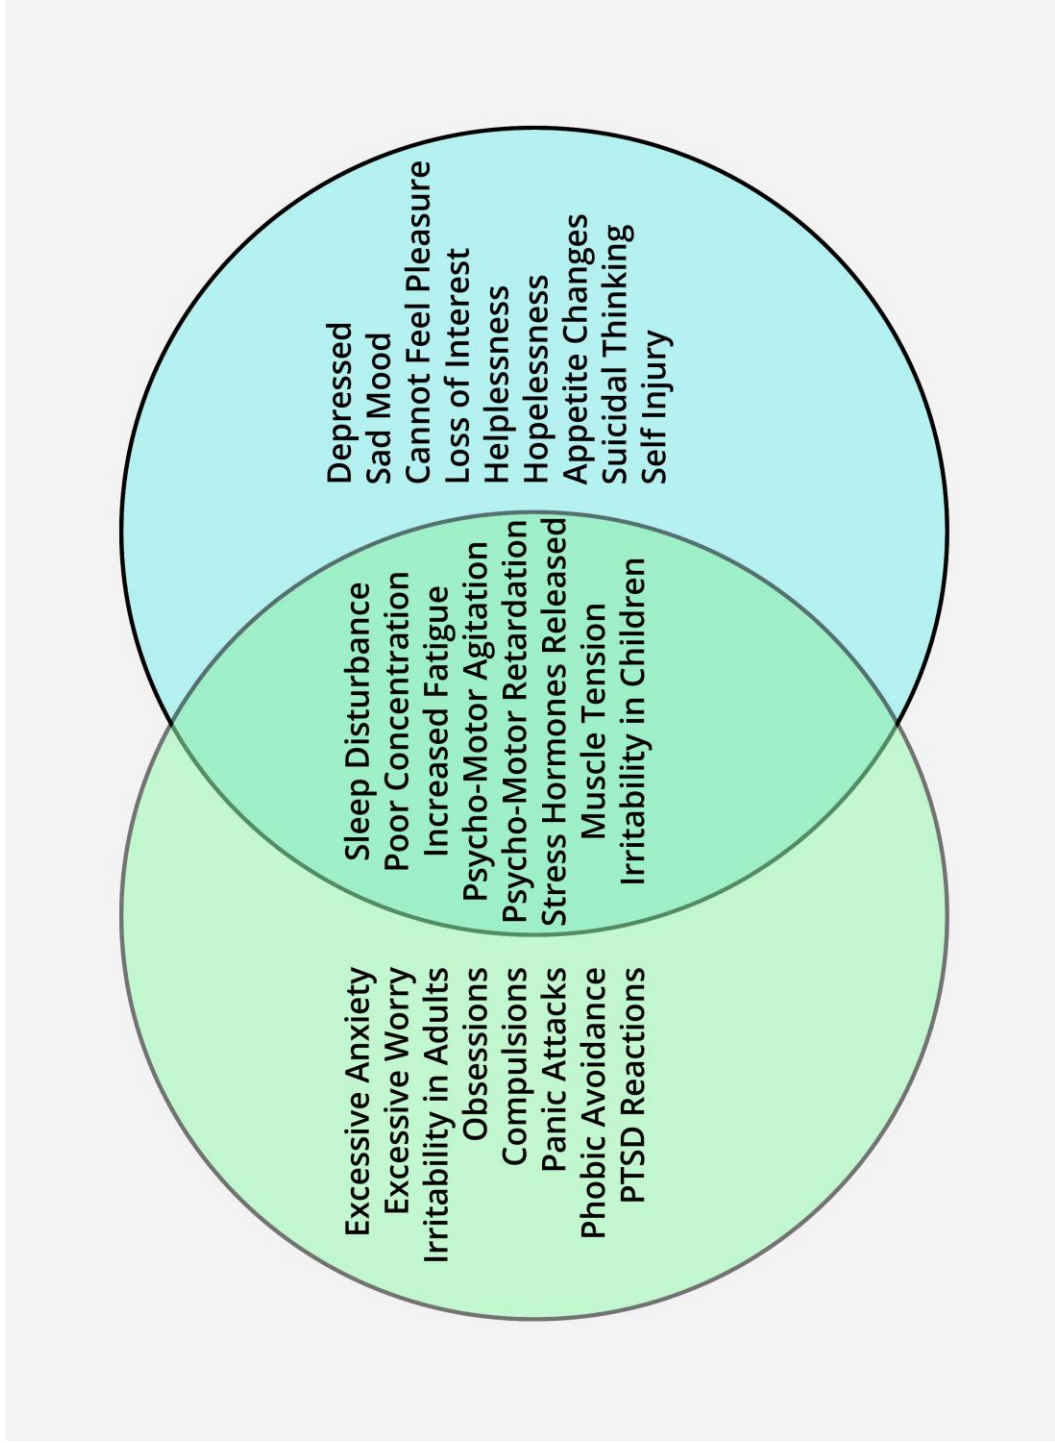 Excessive Anxiety
Excessive Worry
Irritability in Adults
Obsessions
Compulsions
Panic Attacks
Phobic Avoidance
PTSD Reactions
Sleep Disturbance
Poor Concentration
Increased Fatigue
Psycho-Motor Agitation
Psycho-Motor Retardation
Stress Hormones Released
Muscle Tension
Irritability in Children
Depressed
Sad Mood
Cannot Feel Pleasure
Loss of Interest
Helplessness
Hopelessness
Appetite Changes
Suicidal Thinking
Self Injury